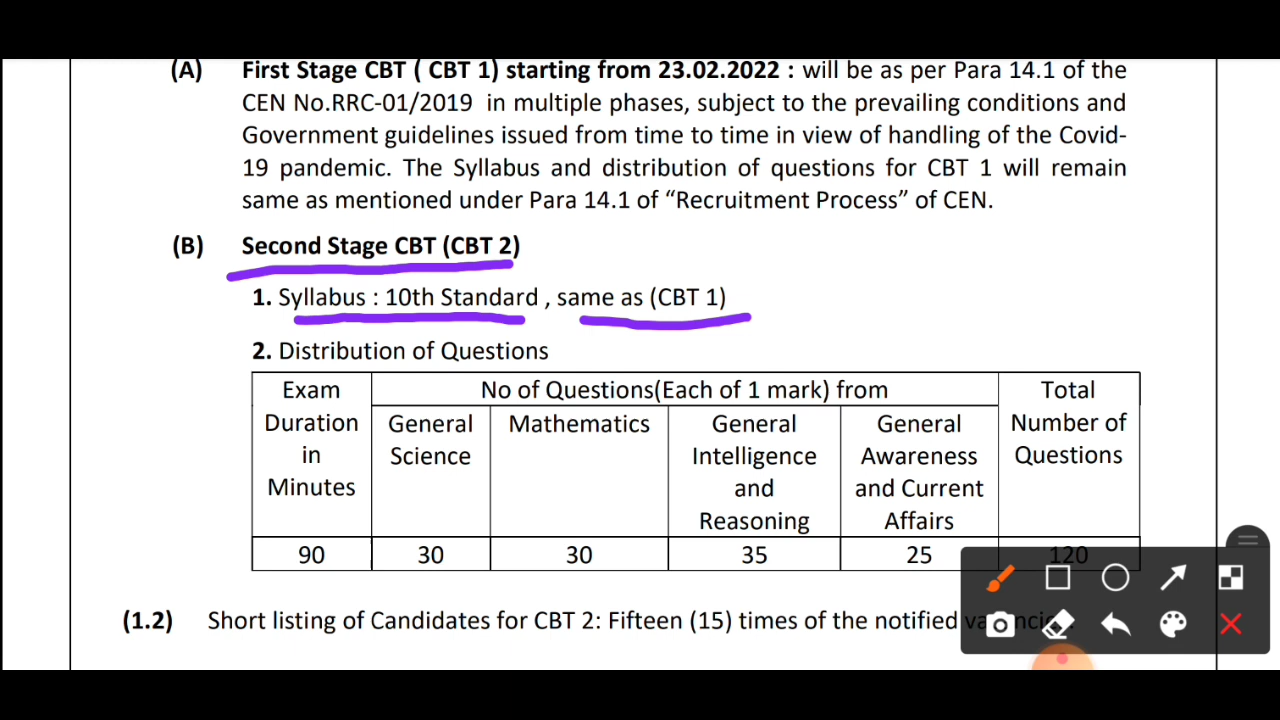 (A) First Stage CBT ( CBT 1) starting from 23.02.2022 : will be as per Para 14.1 of the
CEN No.RRC-01/2019 in multiple phases, subject to the prevailing conditions and
Government guidelines issued from time to time in view of handling of the Covid-
19 pandemic. The Syllabus and distribution of questions for CBT 1 will remain
same as mentioned under Para 14.1 of “Recruitment Process” of CEN.
(B) Second Stage CBT (CBT 2)
1. Syllabus : 10th Standard , same as (CBT 1)
2. Distribution of Questions
Exam No of Questions(Each of 1 mark) from Total
Duration General Mathematics General General Number of
in Science Intelligence Awareness Questions
Minutes and and Current
Reasoning Affairs
90 30 30 35 25 120
(1.2) Short listing of Candidates for CBT 2: Fifteen (15) times of the notified